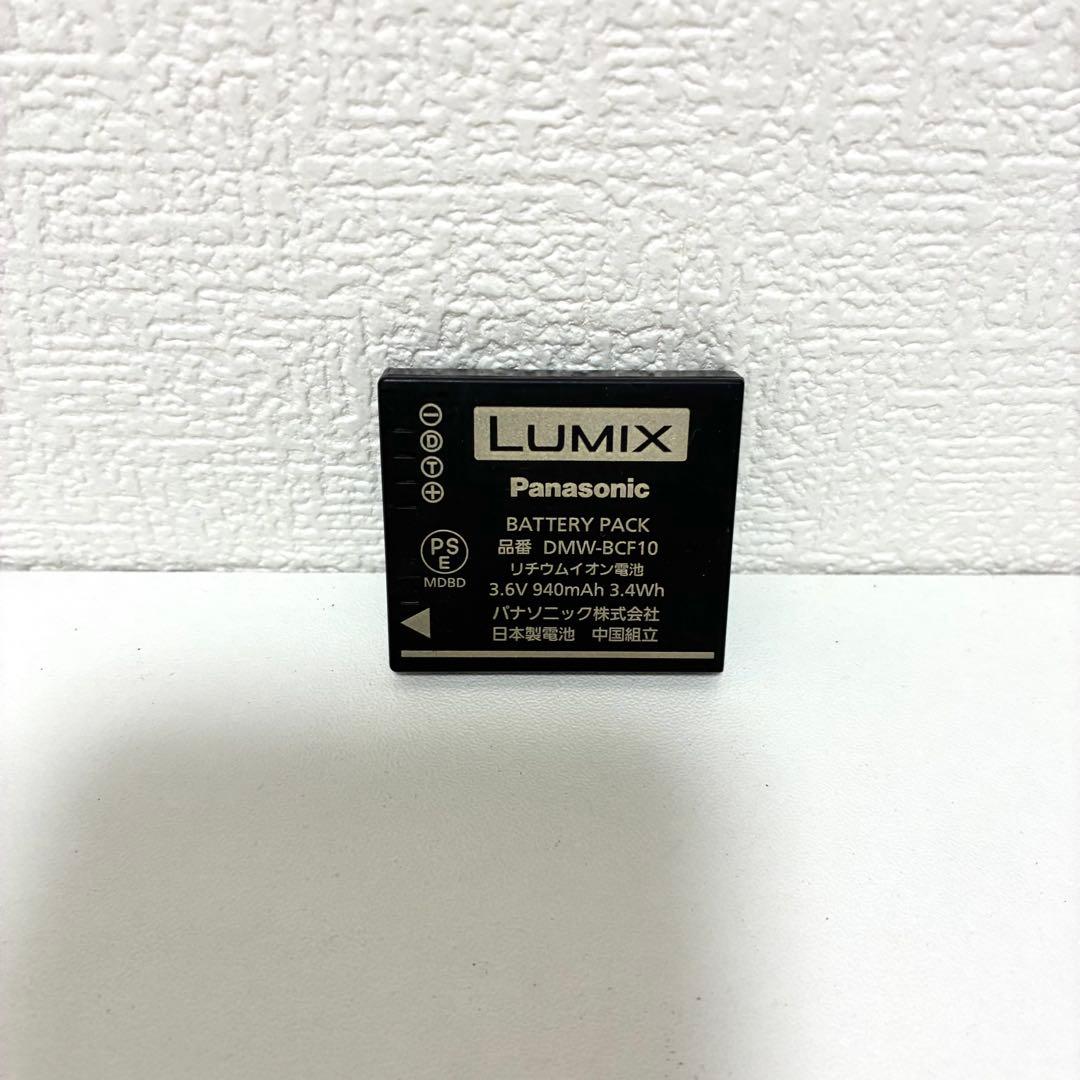 LUMIX
Panasonic
BATTERY PACK
品番 DMW-BCF10
リチウムイオン電池
3.6V 940mAh 3.4Wh
パナソニック株式会社
日本製電池 中国組立
－
D
T
＋
PS
E
MDBD